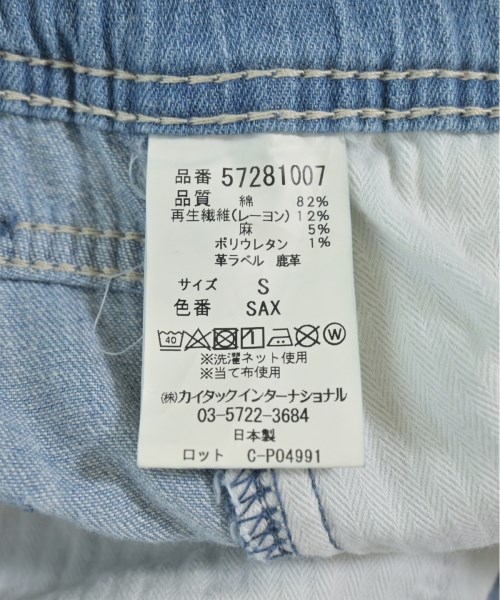 品番 57281007
品質 綿 82%
再生繊維(レーヨン) 12%
麻 5%
ポリウレタン 1%
革ラベル 鹿革
サイズ S
色番 SAX
40 1 W
※洗濯ネット使用
※当て布使用
㈱カイタックインターナショナル
03-5722-3684
日本製
ロット C-P04991